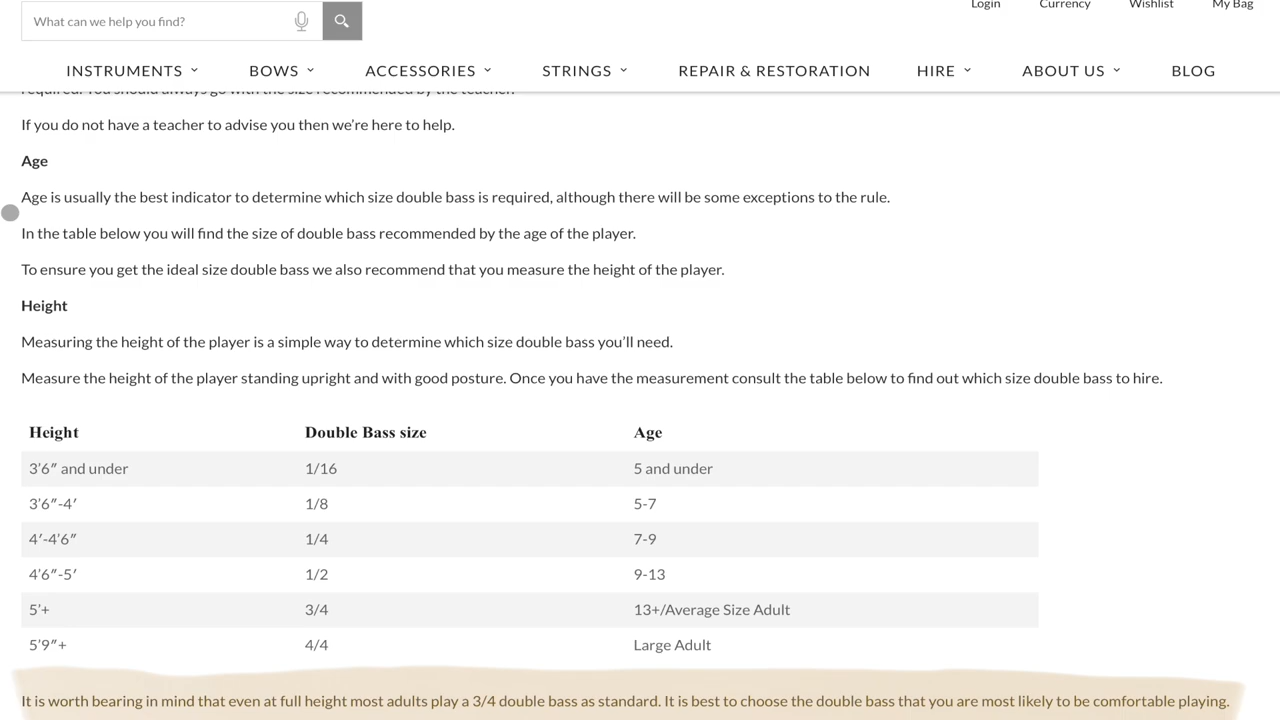 What can we help you find?
Login Currency Wishlist My Bag
INSTRUMENTS BOWS ACCESSORIES STRINGS REPAIR & RESTORATION HIRE ABOUT US BLOG
required. You should always go with the size recommended by the teacher.
If you do not have a teacher to advise you then we’re here to help.
Age
Age is usually the best indicator to determine which size double bass is required, although there will be some exceptions to the rule.
In the table below you will find the size of double bass recommended by the age of the player.
To ensure you get the ideal size double bass we also recommend that you measure the height of the player.
Height
Measuring the height of the player is a simple way to determine which size double bass you’ll need.
Measure the height of the player standing upright and with good posture. Once you have the measurement consult the table below to find out which size double bass to hire.
Height Double Bass size Age
3’6″ and under 1/16 5 and under
3’6″-4′ 1/8 5-7
4′-4’6″ 1/4 7-9
4’6″-5′ 1/2 9-13
5’+ 3/4 13+/Average Size Adult
5’9″+ 4/4 Large Adult
It is worth bearing in mind that even at full height most adults play a 3/4 double bass as standard. It is best to choose the double bass that you are most likely to be comfortable playing.